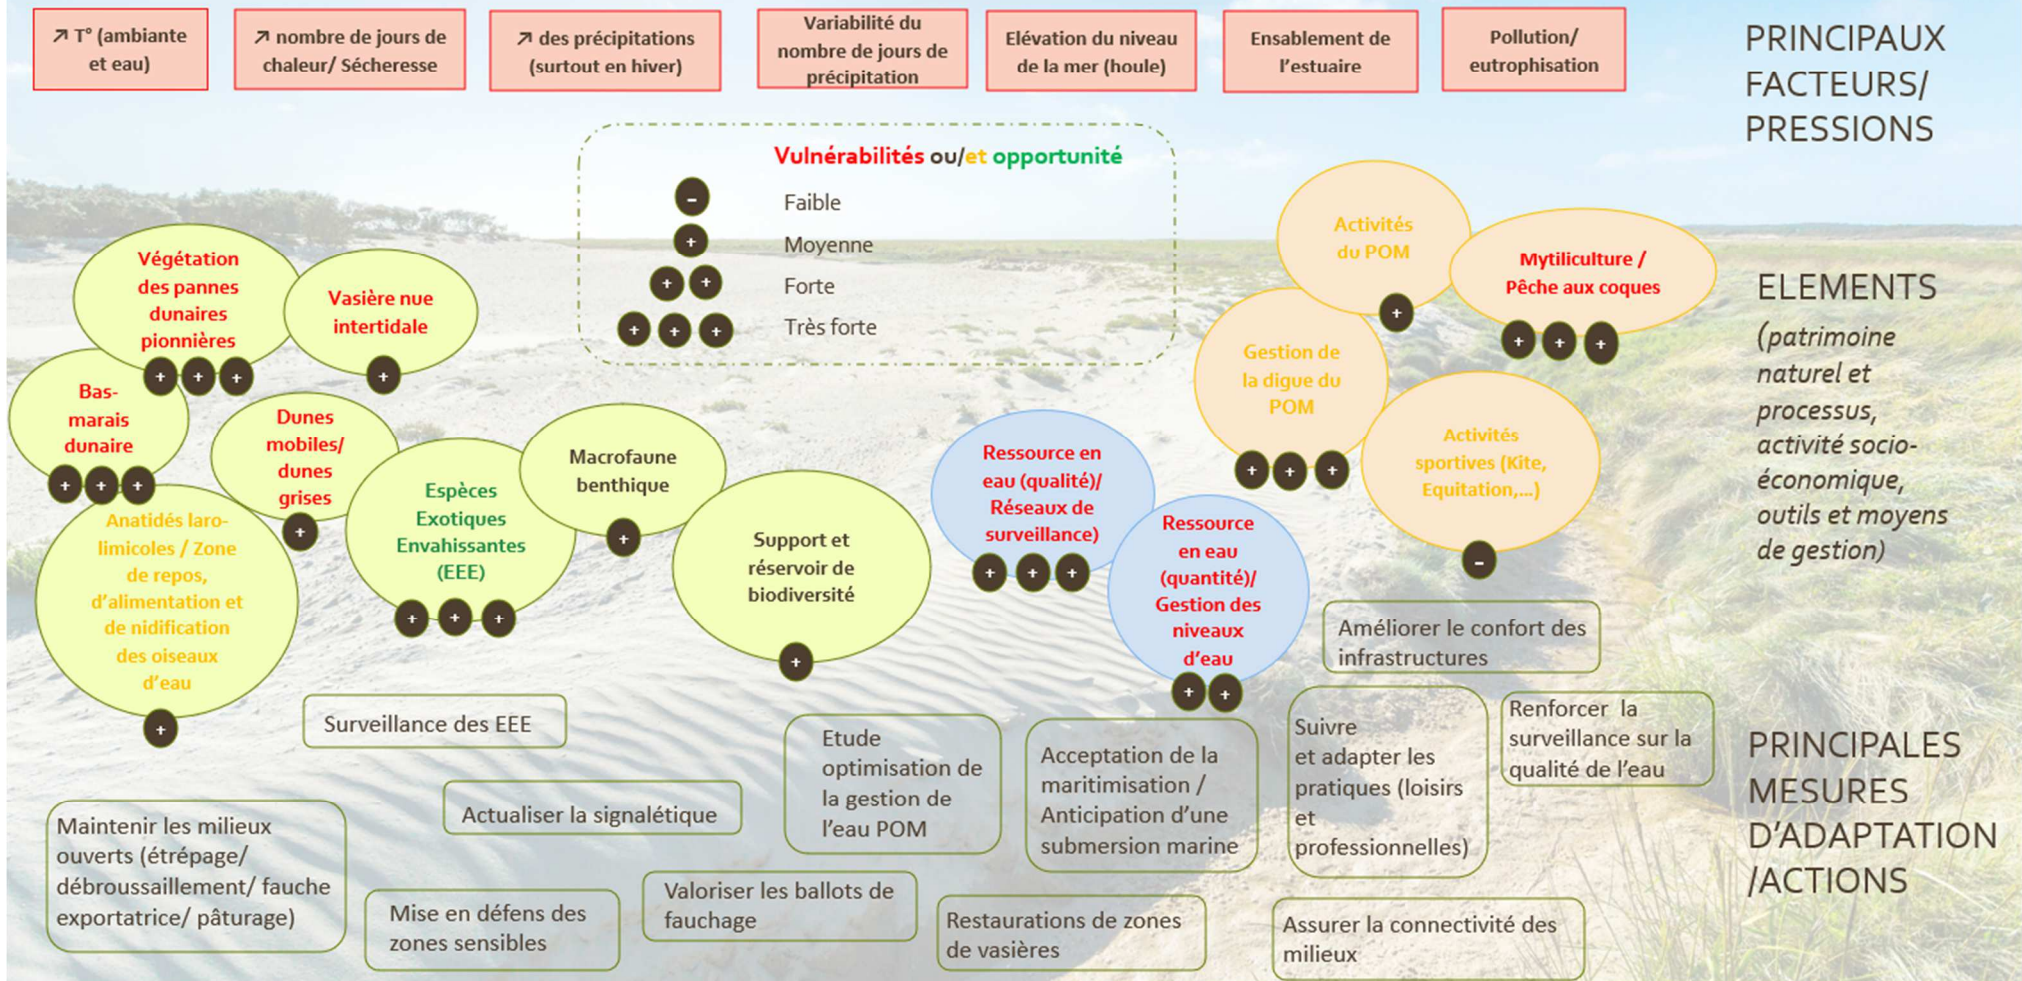 ↗ T° (ambiante
et eau)
↗ nombre de jours de
chaleur/ Sécheresse
↗ des précipitations
(surtout en hiver)
Variabilité du
nombre de jours de
précipitation
Elévation du niveau
de la mer (houle)
Ensablement de
l’estuaire
Pollution/
eutrophisation
PRINCIPAUX
FACTEURS/
PRESSIONS
Vulnérabilités ou/et opportunité
- Faible
+ Moyenne
+ + Forte
+ + + Très forte
Végétation
des pannes
dunaires
pionnières
+ + +
Vasière nue
intertidale
+
Bas-
marais
dunaire
+ + +
Dunes
mobiles/
dunes
grises
+
Anatidés laro-
limicoles / Zone
de repos,
d’alimentation et
de nidification
des oiseaux
d’eau
+
Espèces
Exotiques
Envahissantes
(EEE)
+ + +
Macrofaune
benthique
+
Support et
réservoir de
biodiversité
+
Ressource en
eau (qualité)/
Réseaux de
surveillance)
+ + +
Ressource
en eau
(quantité)/
Gestion des
niveaux
d’eau
+ +
Activités
du POM
+
Mytiliculture /
Pêche aux coques
+ + +
Gestion de
la digue du
POM
+ + +
Activités
sportives (Kite,
Equitation,...)
-
ELEMENTS
(patrimoine
naturel et
processus,
activité socio-
économique,
outils et moyens
de gestion)
Améliorer le confort des
infrastructures
Surveillance des EEE
Actualiser la signalétique
Etude
optimisation de
la gestion de
l’eau POM
Acceptation de la
maritimisation /
Anticipation d’une
submersion marine
Suivre
et adapter les
pratiques (loisirs
et
professionnelles)
Renforcer la
surveillance sur la
qualité de l’eau
Maintenir les milieux
ouverts (étrépage/
débroussaillement/ fauche
exportatrice/ pâturage)
Mise en défens des
zones sensibles
Valoriser les ballots de
fauchage
Restaurations de zones
de vasières
Assurer la connectivité des
milieux
PRINCIPALES
MESURES
D’ADAPTATION
/ACTIONS